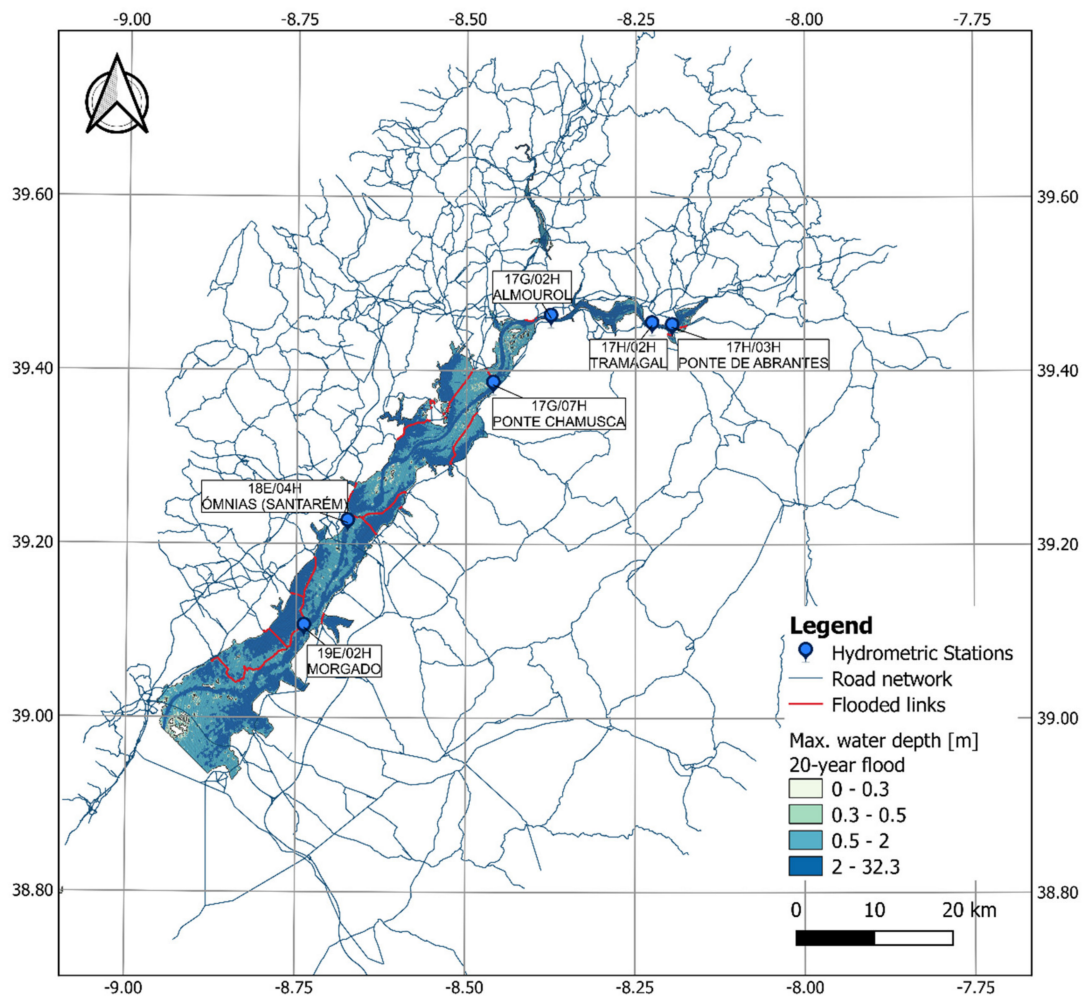 -9.00 -8.75 -8.50 -8.25 -8.00 -7.75
39.60 39.60
17G/02H
ALMOUROL
17H/02H
TRAMAGAL
17H/03H
PONTE DE ABRANTES
39.40 39.40
17G/07H
PONTE CHAMUSCA
18E/04H
ÓMNIAS (SANTARÉM)
39.20 39.20
19E/02H
MORGADO
39.00 39.00
Legend
Hydrometric Stations
Road network
Flooded links
Max. water depth [m]
20-year flood
0 - 0.3
0.3 - 0.5
0.5 - 2
2 - 32.3
38.80 38.80
0 10 20 km
-9.00 -8.75 -8.50 -8.25 -8.00 -7.75